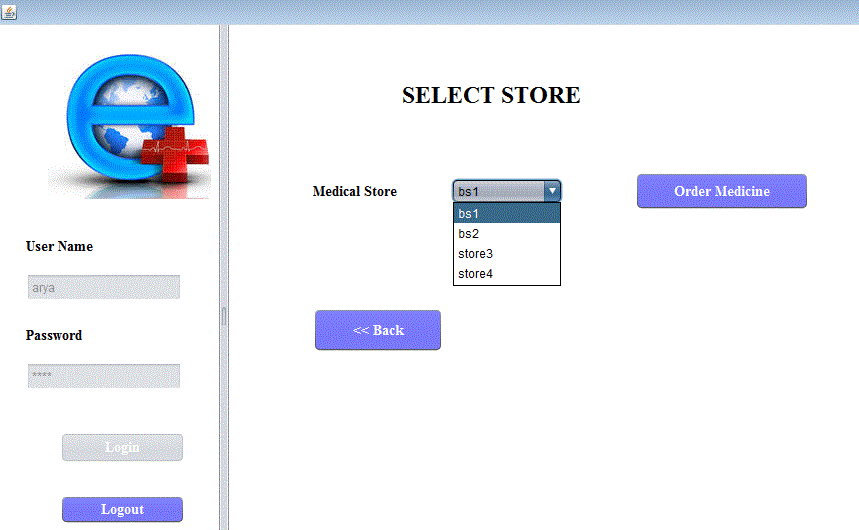 SELECT STORE
Medical Store
bs1
Order Medicine
bs1
bs2
store3
store4
<< Back
User Name
arya
Password
****
Login
Logout